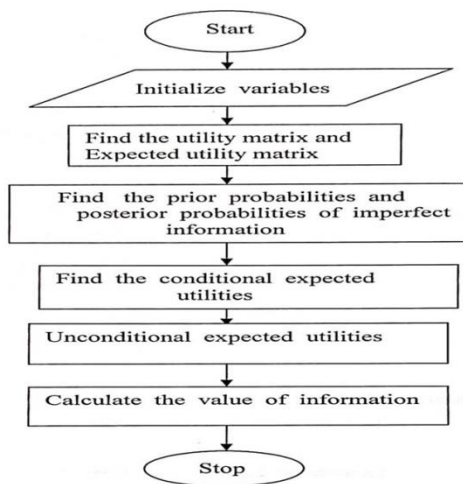 Start
Initialize variables
Find the utility matrix and
Expected utility matrix
Find the prior probabilities and
posterior probabilities of imperfect
information
Find the conditional expected
utilities
Unconditional expected utilities
Calculate the value of information
Stop